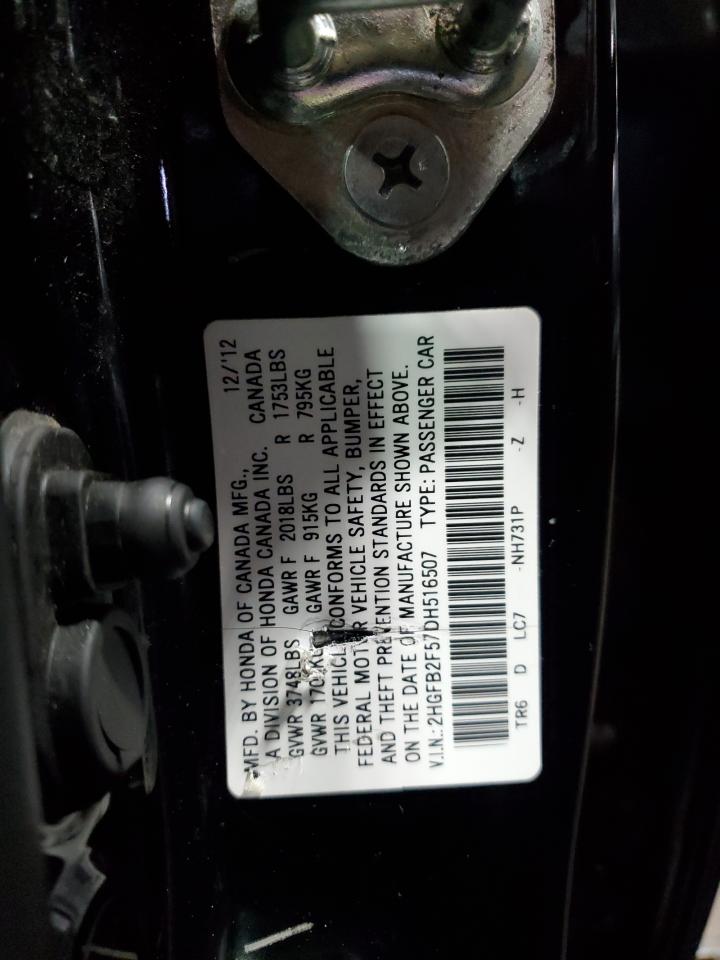 MFD. BY HONDA OF CANADA MFG., 12/'12
A DIVISION OF HONDA CANADA INC. CANADA
GVWR 3748LBS GAWR F 2018LBS R 1753LBS
GVWR GAWR F 915KG R 795KG
THIS VEHICLE CONFORMS TO ALL APPLICABLE
FEDERAL MOTOR VEHICLE SAFETY, BUMPER,
AND THEFT PREVENTION STANDARDS IN EFFECT
ON THE DATE OF MANUFACTURE SHOWN ABOVE.
V.I.N.: 2HGFB2F57DH516507 TYPE: PASSENGER CAR
TR6 D LC7 -NH731P -Z -H